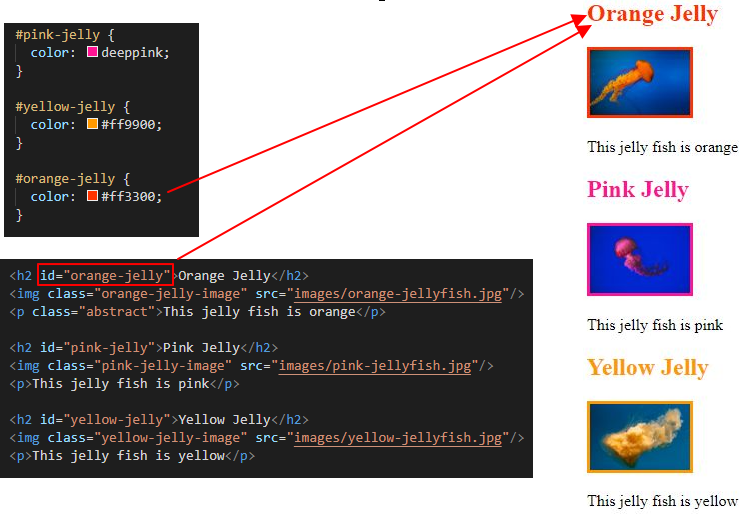 #pink-jelly {
color: deeppink;
}
#yellow-jelly {
color: #ff9900;
}
#orange-jelly {
color: #ff3300;
}
<h2 id="orange-jelly">Orange Jelly</h2>
<img class="orange-jelly-image" src="images/orange-jellyfish.jpg"/>
<p class="abstract">This jelly fish is orange</p>
<h2 id="pink-jelly">Pink Jelly</h2>
<img class="pink-jelly-image" src="images/pink-jellyfish.jpg"/>
<p>This jelly fish is pink</p>
<h2 id="yellow-jelly">Yellow Jelly</h2>
<img class="yellow-jelly-image" src="images/yellow-jellyfish.jpg"/>
<p>This jelly fish is yellow</p>
Orange Jelly
This jelly fish is orange
Pink Jelly
This jelly fish is pink
Yellow Jelly
This jelly fish is yellow